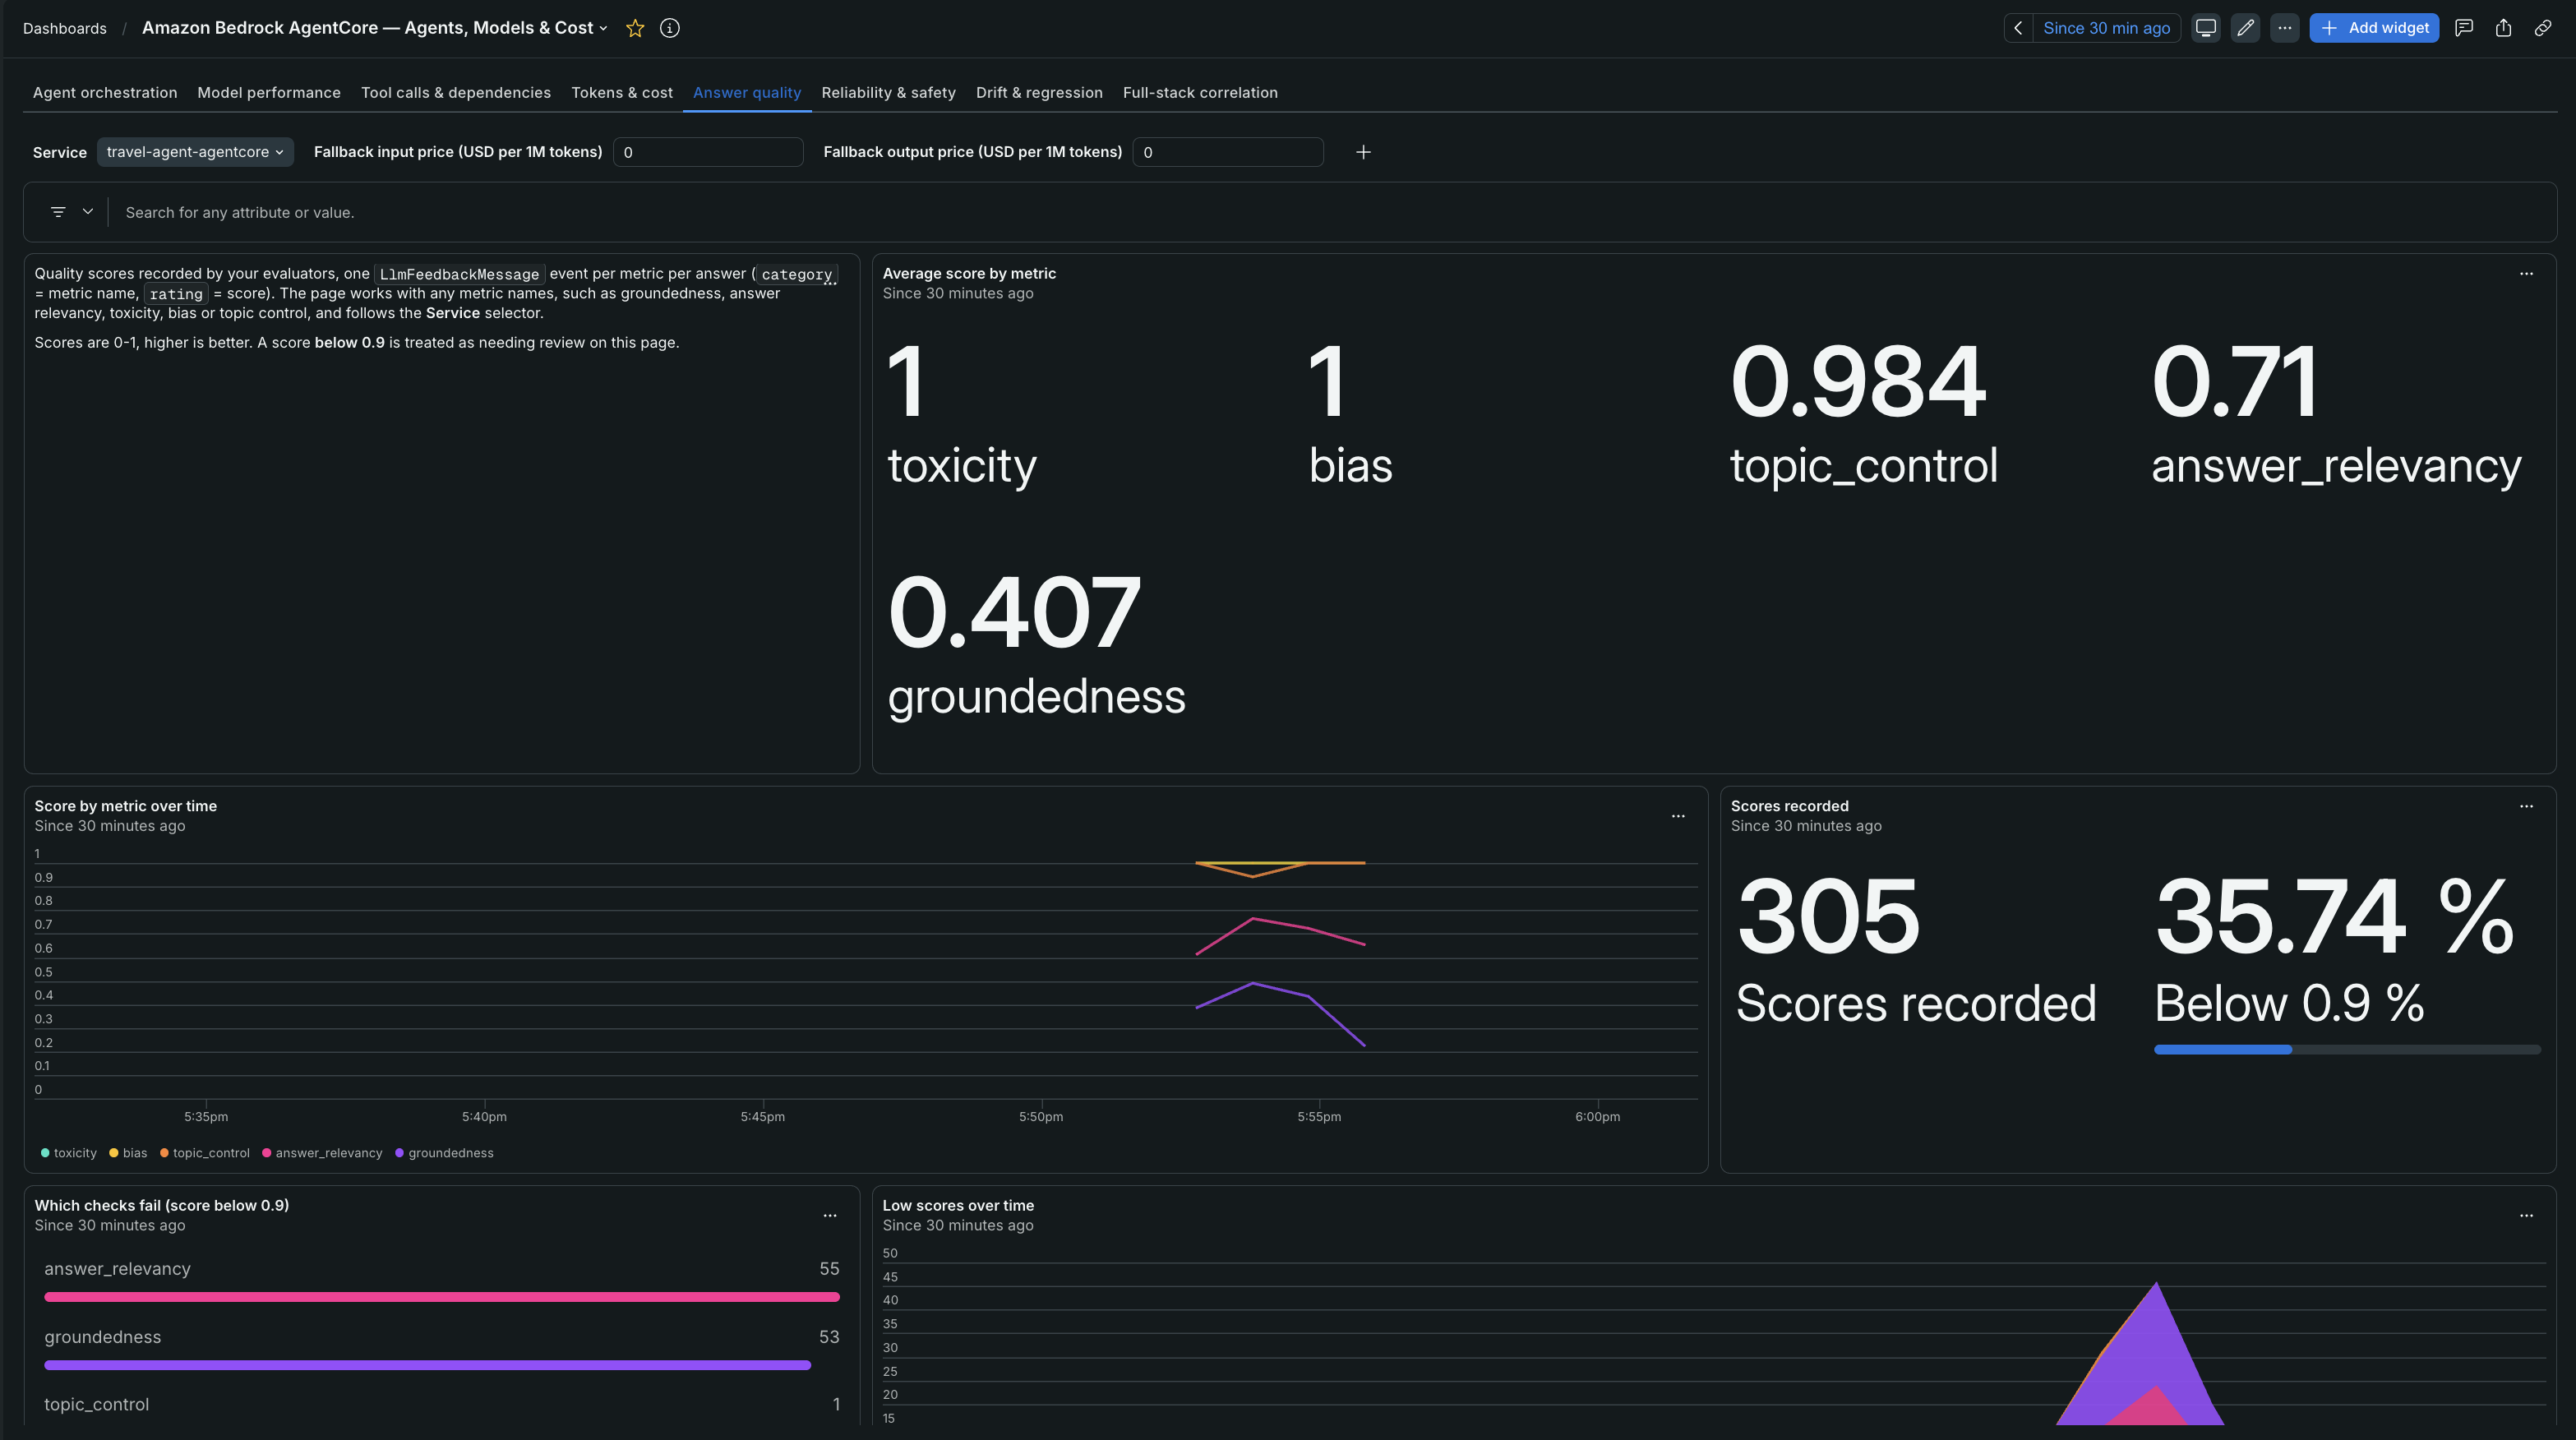 Dashboards / Amazon Bedrock AgentCore — Agents, Models & Cost
Since 30 min ago
Add widget
Agent orchestration Model performance Tool calls & dependencies Tokens & cost Answer quality Reliability & safety Drift & regression Full-stack correlation
Service travel-agent-agentcore Fallback input price (USD per 1M tokens) 0 Fallback output price (USD per 1M tokens) 0
Search for any attribute or value.
Quality scores recorded by your evaluators, one LlmFeedbackMessage event per metric per answer (category
= metric name, rating = score). The page works with any metric names, such as groundedness, answer
relevancy, toxicity, bias or topic control, and follows the Service selector.
Scores are 0-1, higher is better. A score below 0.9 is treated as needing review on this page.
Average score by metric
Since 30 minutes ago
1
toxicity
1
bias
0.984
topic_control
0.71
answer_relevancy
0.407
groundedness
Score by metric over time
Since 30 minutes ago
1
0.9
0.8
0.7
0.6
0.5
0.4
0.3
0.2
0.1
0
5:35pm 5:40pm 5:45pm 5:50pm 5:55pm 6:00pm
toxicity bias topic_control answer_relevancy groundedness
Scores recorded
Since 30 minutes ago
305
Scores recorded
35.74 %
Below 0.9 %
Which checks fail (score below 0.9)
Since 30 minutes ago
answer_relevancy 55
groundedness 53
topic_control 1
Low scores over time
Since 30 minutes ago
50
45
40
35
30
25
20
15